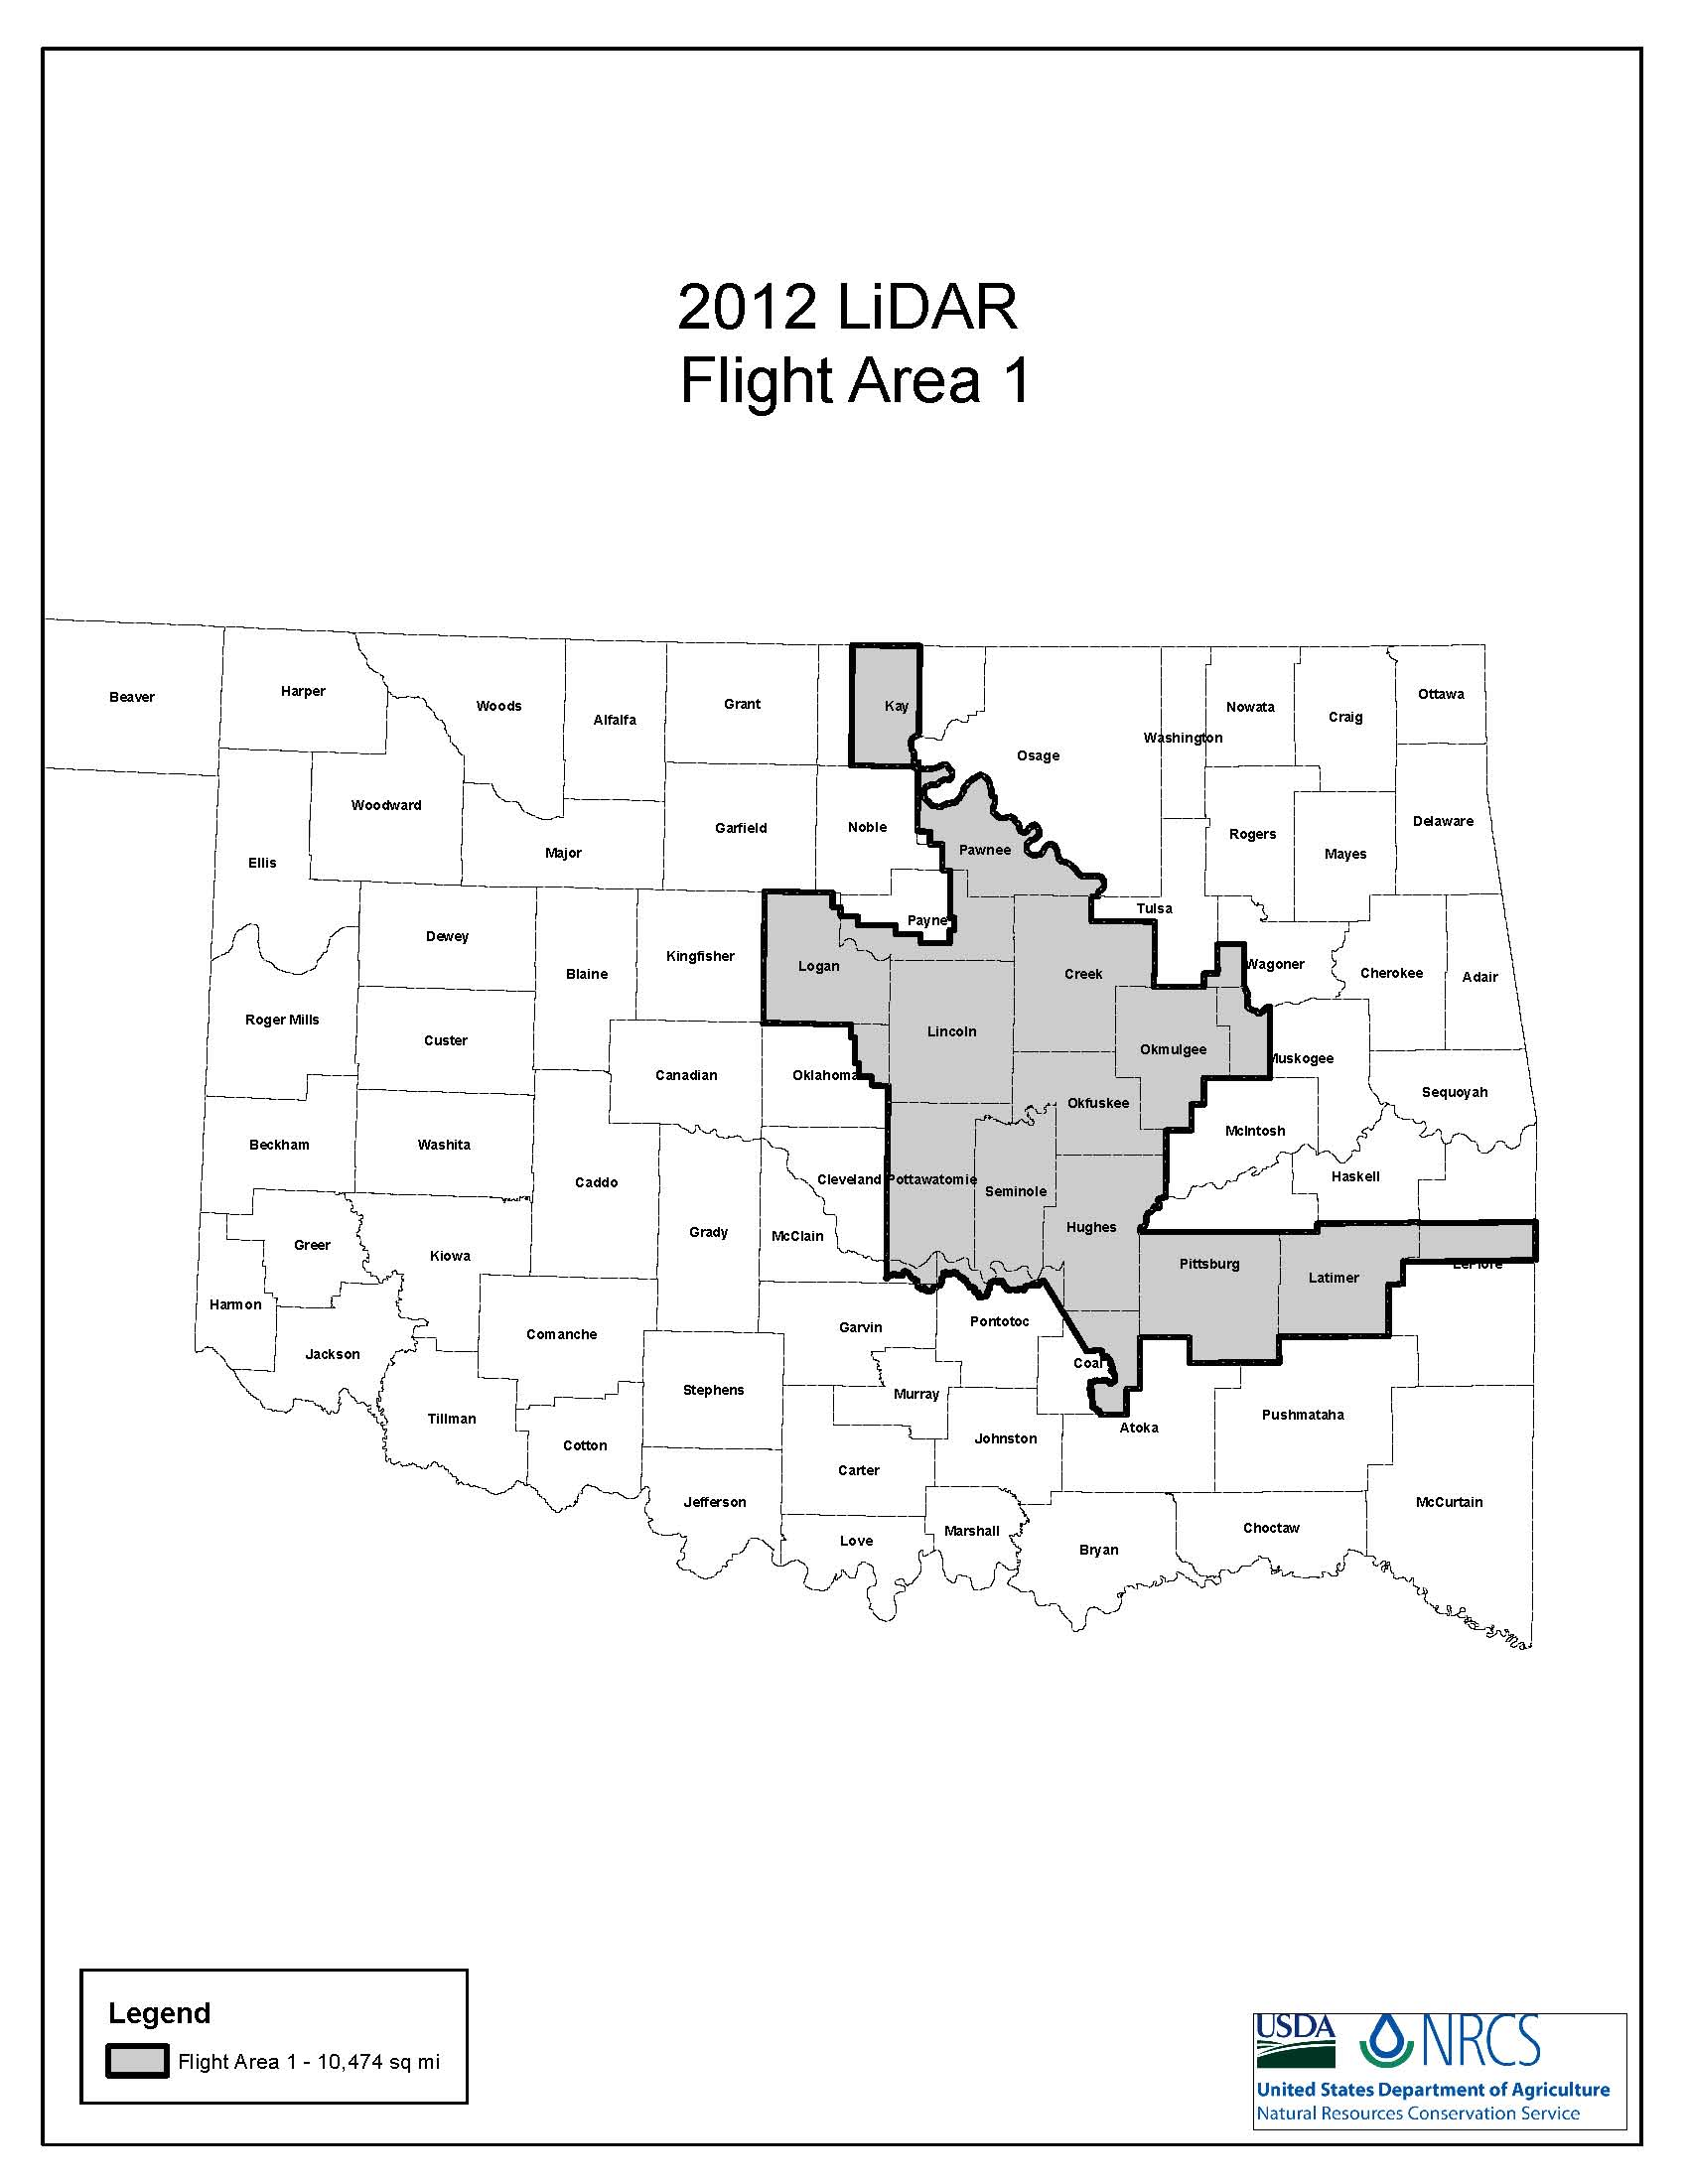 2012 LiDAR
Flight Area 1
Beaver
Harper
Woods
Alfalfa
Grant
Kay
Osage
Washington
Nowata
Craig
Ottawa
Ellis
Woodward
Major
Garfield
Noble
Pawnee
Rogers
Mayes
Delaware
Dewey
Blaine
Kingfisher
Logan
Payne
Creek
Tulsa
Wagoner
Cherokee
Adair
Roger Mills
Custer
Canadian
Oklahoma
Lincoln
Okmulgee
Muskogee
Sequoyah
Beckham
Washita
Caddo
Grady
Cleveland
McClain
Pottawatomie
Seminole
Okfuskee
Hughes
McIntosh
Haskell
Greer
Kiowa
Harmon
Jackson
Comanche
Garvin
Pontotoc
Coal
Pittsburg
Latimer
LeFlore
Tillman
Cotton
Stephens
Murray
Johnston
Atoka
Pushmataha
Jefferson
Carter
Love
Marshall
Bryan
Choctaw
McCurtain
Legend
Flight Area 1 - 10,474 sq mi
USDA
NRCS
United States Department of Agriculture
Natural Resources Conservation Service